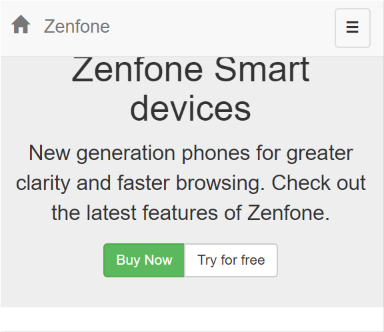 Zenfone
Zenfone Smart
devices
New generation phones for greater
clarity and faster browsing. Check out
the latest features of Zenfone.
Buy Now Try for free